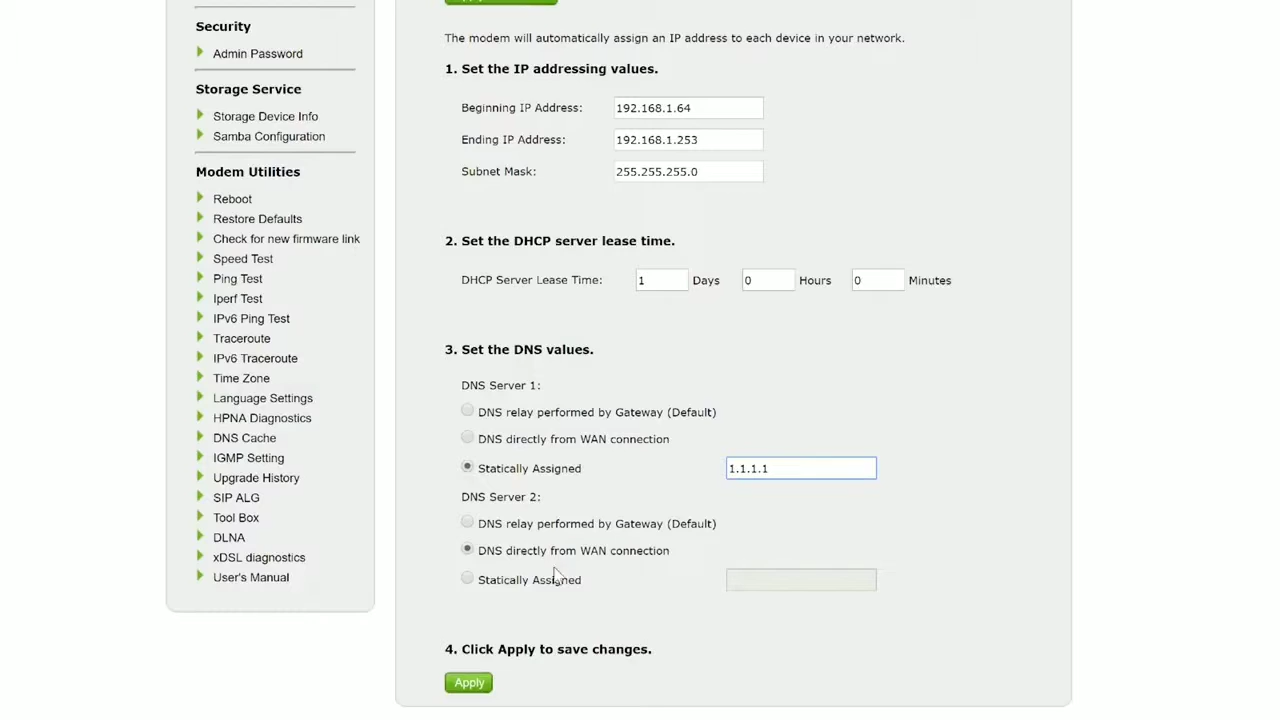 Security
Admin Password
Storage Service
Storage Device Info
Samba Configuration
Modem Utilities
Reboot
Restore Defaults
Check for new firmware link
Speed Test
Ping Test
Iperf Test
IPv6 Ping Test
Traceroute
IPv6 Traceroute
Time Zone
Language Settings
HPNA Diagnostics
DNS Cache
IGMP Setting
Upgrade History
SIP ALG
Tool Box
DLNA
xDSL diagnostics
User's Manual
The modem will automatically assign an IP address to each device in your network.
1. Set the IP addressing values.
Beginning IP Address: 192.168.1.64
Ending IP Address: 192.168.1.253
Subnet Mask: 255.255.255.0
2. Set the DHCP server lease time.
DHCP Server Lease Time: 1 Days 0 Hours 0 Minutes
3. Set the DNS values.
DNS Server 1:
DNS relay performed by Gateway (Default)
DNS directly from WAN connection
Statically Assigned 1.1.1.1
DNS Server 2:
DNS relay performed by Gateway (Default)
DNS directly from WAN connection
Statically Assigned
4. Click Apply to save changes.
Apply